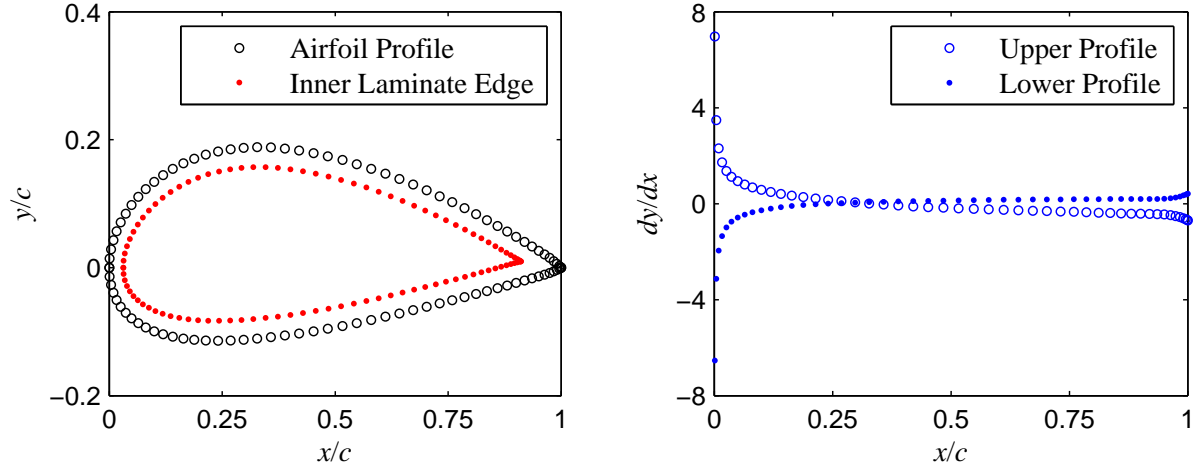 0.4
0.2
0
−0.2
y/c
Airfoil Profile
Inner Laminate Edge
0 0.25 0.5 0.75 1
x/c
8
4
0
−4
−8
dy/dx
Upper Profile
Lower Profile
0 0.25 0.5 0.75 1
x/c